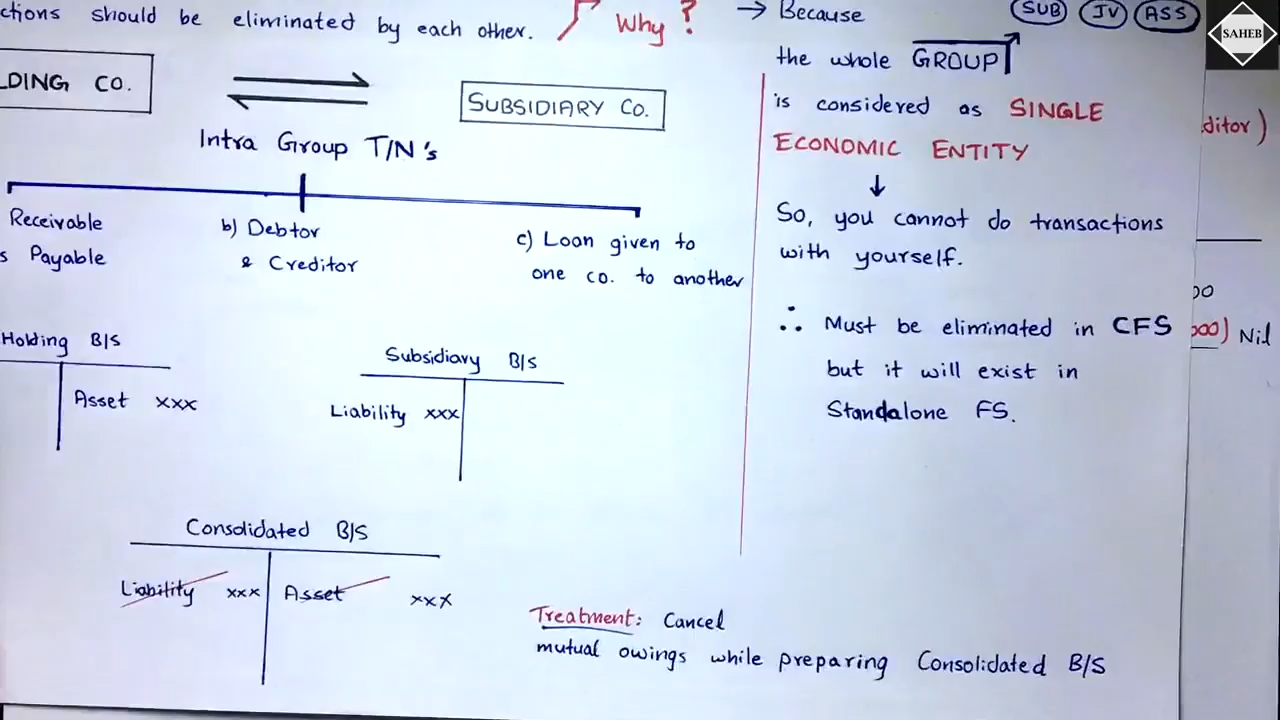 ctions should be eliminated by each other. Why?
LDING CO.
SUBSIDIARY CO.
Intra Group T/N's
Receivable
s Payable
b) Debtor
& Creditor
c) Loan given to
one co. to another
Holding B/S
Asset xxx
Subsidiary B/S
Liability xxx
Consolidated B/S
Liability xxx Asset xxx
Treatment: Cancel
mutual owings while preparing Consolidated B/S
→ Because
the whole GROUP
SUB JV ASS
is considered as SINGLE
ECONOMIC ENTITY
So, you cannot do transactions
with yourself.
∴ Must be eliminated in CFS
but it will exist in
Standalone FS.
SAHEB
ditor)
00
000) Nil